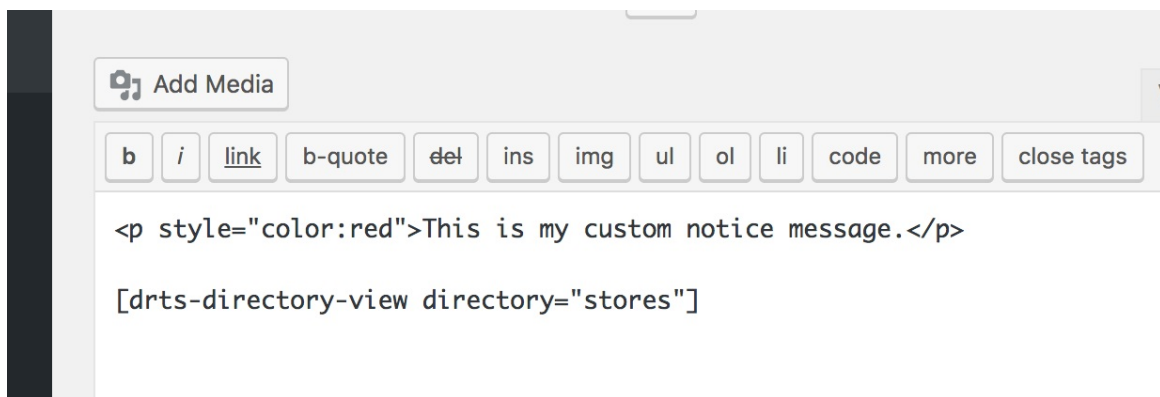 Add Media
b i link b-quote del ins img ul ol li code more close tags
<p style="color:red">This is my custom notice message.</p>
[drts-directory-view directory="stores"]